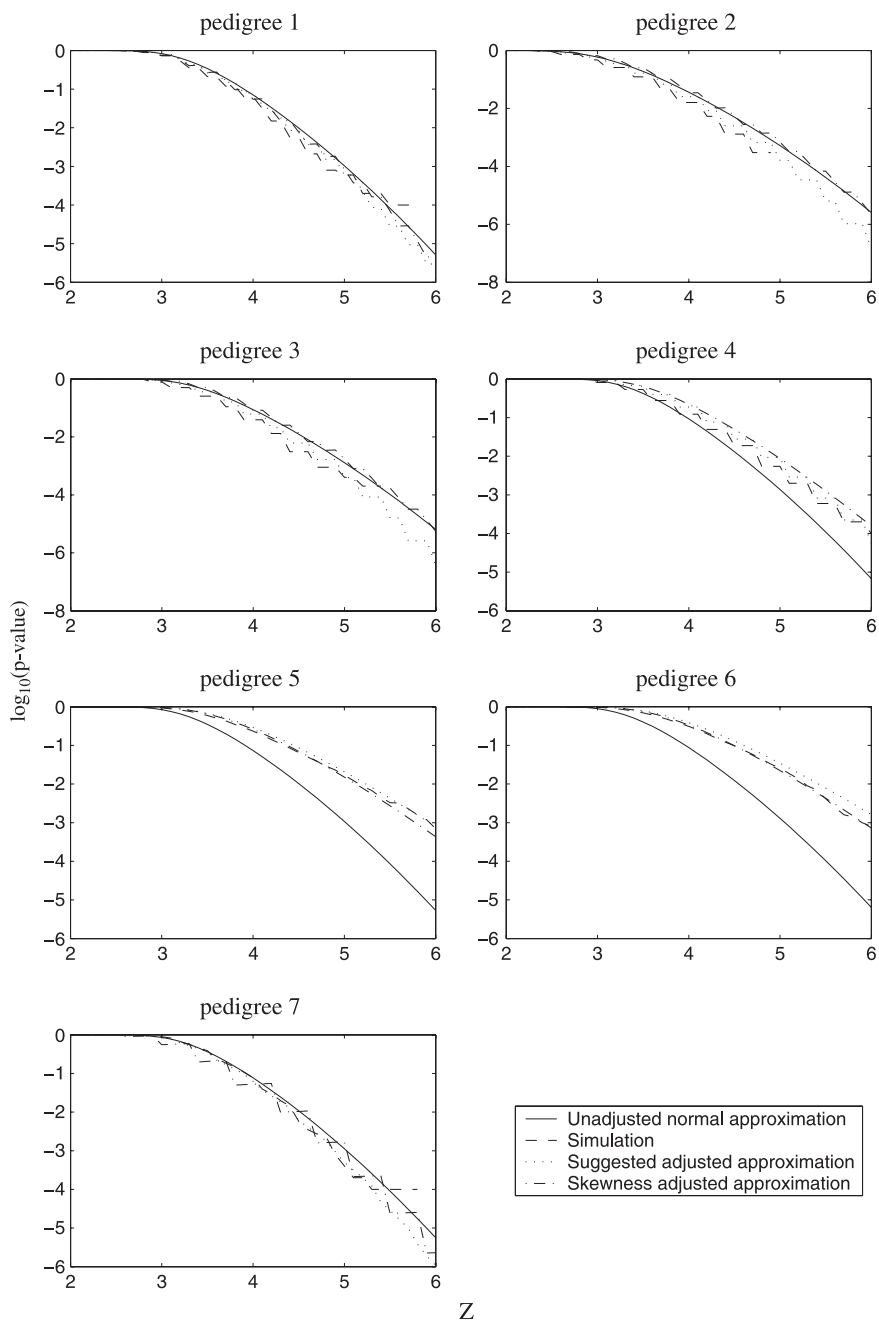 pedigree 1
0
−1
−2
−3
−4
−5
−6
2 3 4 5 6
pedigree 2
0
−2
−4
−6
−8
2 3 4 5 6
pedigree 3
0
−2
−4
−6
−8
2 3 4 5 6
pedigree 4
0
−1
−2
−3
−4
−5
−6
2 3 4 5 6
log10(p-value)
pedigree 5
0
−1
−2
−3
−4
−5
−6
2 3 4 5 6
pedigree 6
0
−1
−2
−3
−4
−5
−6
2 3 4 5 6
pedigree 7
0
−1
−2
−3
−4
−5
−6
2 3 4 5 6
Unadjusted normal approximation
Simulation
Suggested adjusted approximation
Skewness adjusted approximation
Z